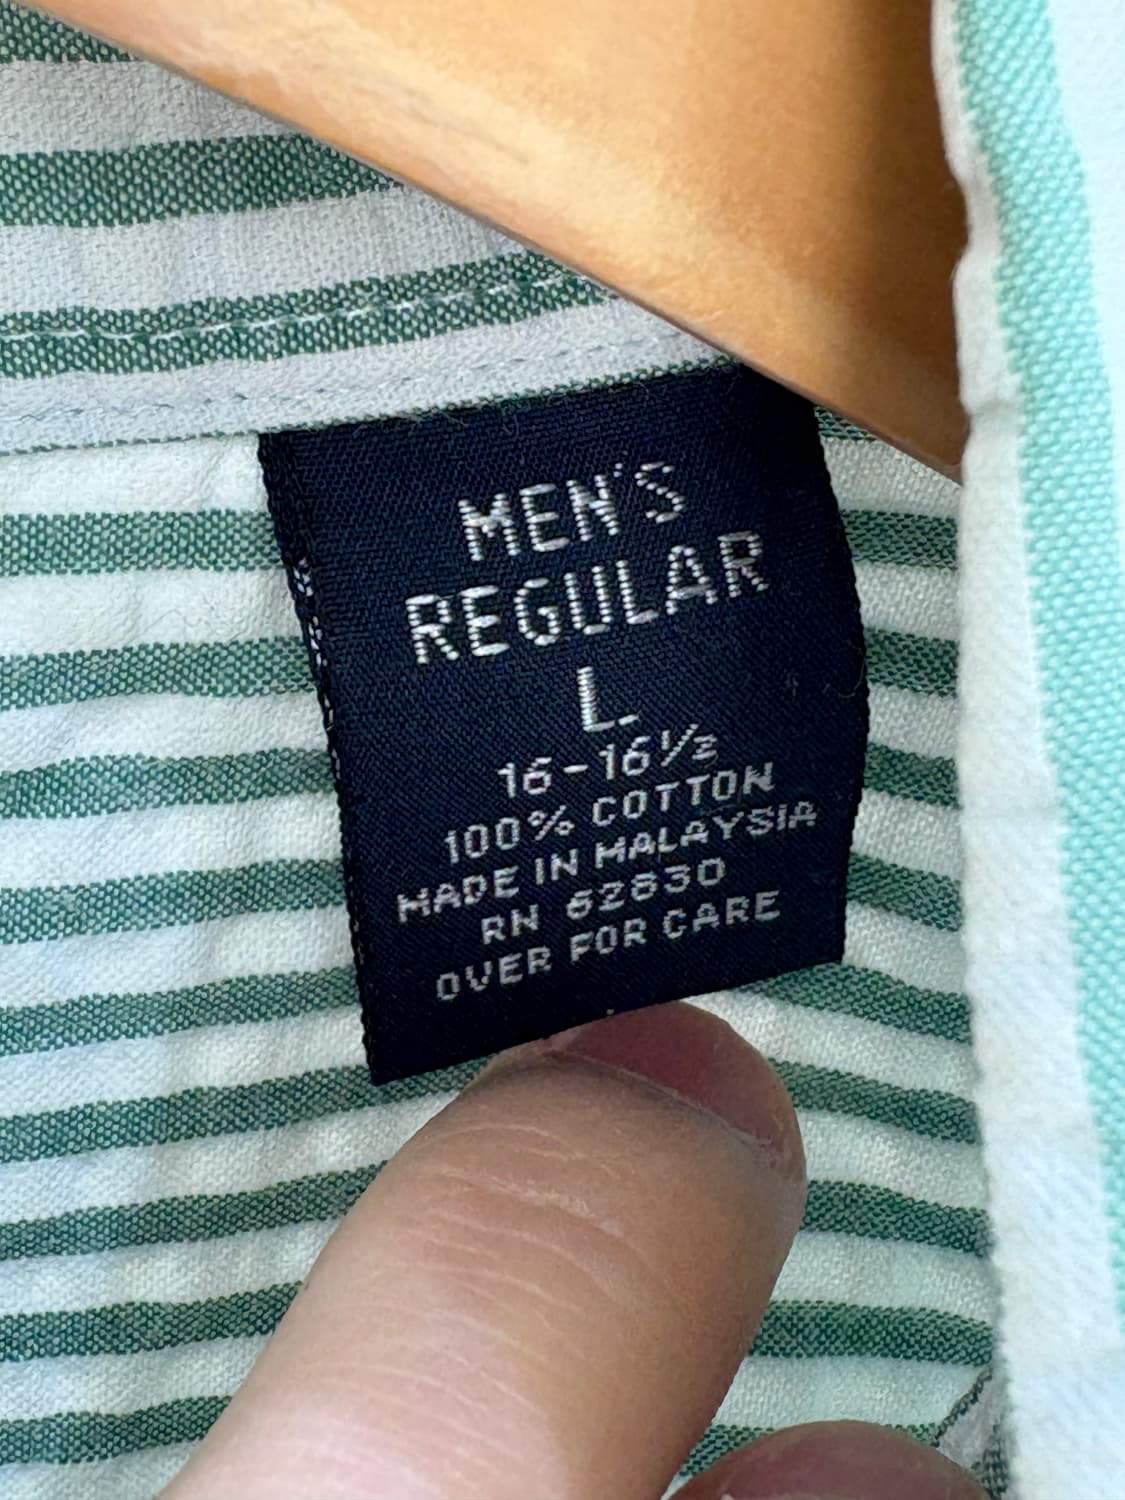 MEN'S
REGULAR
L
16-16½
100% COTTON
MADE IN MALAYSIA
RN 62830
OVER FOR CARE